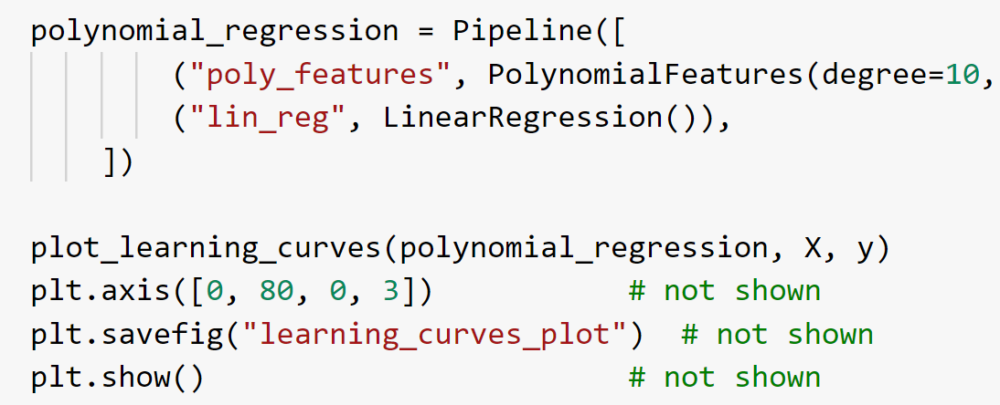 polynomial_regression = Pipeline([
("poly_features", PolynomialFeatures(degree=10,
("lin_reg", LinearRegression()),
])
plot_learning_curves(polynomial_regression, X, y)
plt.axis([0, 80, 0, 3]) # not shown
plt.savefig("learning_curves_plot") # not shown
plt.show() # not shown